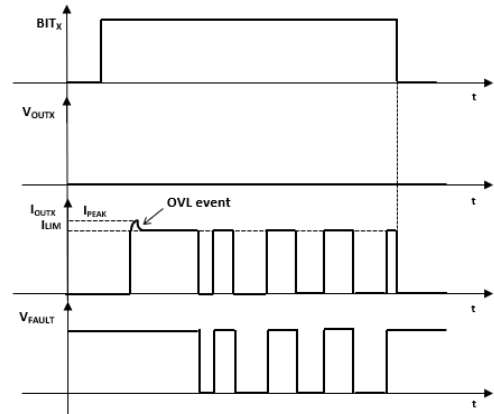 BITX
t
VOUTX
t
IOUTX
IPEAK
OVL event
ILIM
t
VFAULT
t